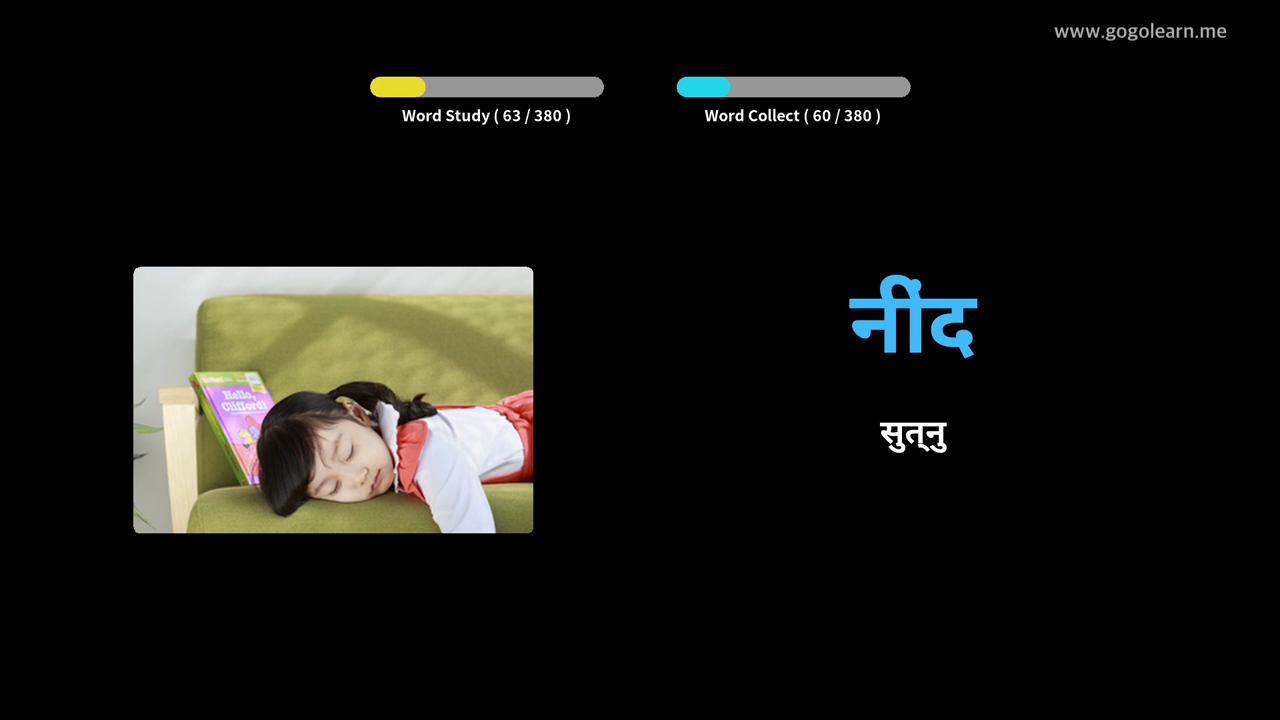 www.gogolearn.me
Word Study ( 63 / 380 )
Word Collect ( 60 / 380 )
नींद
सुत्‌नु
Hello,
Clifford!